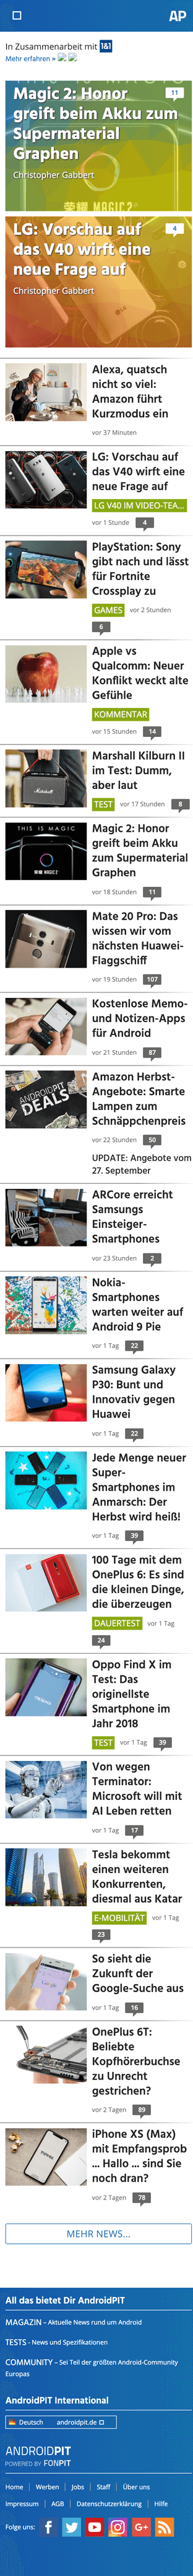 AP
In Zusammenarbeit mit 1&1
Mehr erfahren »
Magic 2: Honor
greift beim Akku zum
Supermaterial
Graphen
11
Christopher Gabbert
LG: Vorschau auf
das V40 wirft eine
neue Frage auf
4
Christopher Gabbert
Alexa, quatsch
nicht so viel:
Amazon führt
Kurzmodus ein
vor 37 Minuten
LG: Vorschau auf
das V40 wirft eine
neue Frage auf
LG V40 IM VIDEO-TEA...
vor 1 Stunde 4
PlayStation: Sony
gibt nach und lässt
für Fortnite
Crossplay zu
GAMES vor 2 Stunden
6
Apple vs
Qualcomm: Neuer
Konflikt weckt alte
Gefühle
KOMMENTAR
vor 15 Stunden 14
Marshall Kilburn II
im Test: Dumm,
aber laut
TEST vor 17 Stunden 8
THIS IS MAGIC
Magic 2: Honor
greift beim Akku
zum Supermaterial
Graphen
vor 18 Stunden 11
Mate 20 Pro: Das
wissen wir vom
nächsten Huawei-
Flaggschiff
vor 19 Stunden 107
Kostenlose Memo-
und Notizen-Apps
für Android
vor 21 Stunden 87
ANDROIDPIT
DEALS
Amazon Herbst-
Angebote: Smarte
Lampen zum
Schnäppchenpreis
vor 22 Stunden 50
UPDATE: Angebote vom
27. September
ARCore erreicht
Samsungs
Einsteiger-
Smartphones
vor 23 Stunden 2
Nokia-
Smartphones
warten weiter auf
Android 9 Pie
vor 1 Tag 22
Samsung Galaxy
P30: Bunt und
Innovativ gegen
Huawei
vor 1 Tag 22
Jede Menge neuer
Super-
Smartphones im
Anmarsch: Der
Herbst wird heiß!
vor 1 Tag 39
100 Tage mit dem
OnePlus 6: Es sind
die kleinen Dinge,
die überzeugen
DAUERTEST vor 1 Tag
24
Oppo Find X im
Test: Das
originellste
Smartphone im
Jahr 2018
TEST vor 1 Tag 39
Von wegen
Terminator:
Microsoft will mit
AI Leben retten
vor 1 Tag 17
Tesla bekommt
einen weiteren
Konkurrenten,
diesmal aus Katar
E-MOBILITÄT vor 1 Tag
23
So sieht die
Zukunft der
Google-Suche aus
vor 1 Tag 16
OnePlus 6T:
Beliebte
Kopfhörerbuchse
zu Unrecht
gestrichen?
vor 2 Tagen 89
iPhone XS (Max)
mit Empfangsprob
... Hallo ... sind Sie
noch dran?
vor 2 Tagen 78
MEHR NEWS...
All das bietet Dir AndroidPIT
MAGAZIN – Aktuelle News rund um Android
TESTS - News und Spezifikationen
COMMUNITY – Sei Teil der größten Android-Community
Europas
AndroidPIT International
Deutsch androidpit.de
ANDROIDPIT
POWERED BY FONPIT
Home | Werben | Jobs | Staff | Über uns
Impressum | AGB | Datenschutzerklärung | Hilfe
Folge uns: